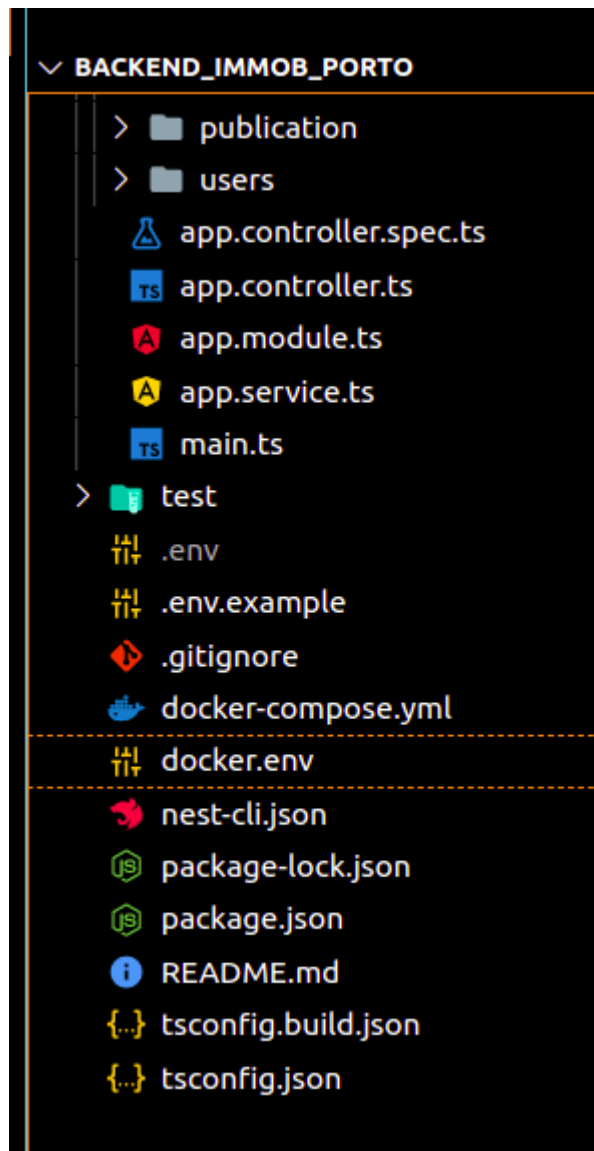 BACKEND_IMMOB_PORTO
publication
users
app.controller.spec.ts
TS app.controller.ts
app.module.ts
app.service.ts
TS main.ts
test
.env
.env.example
.gitignore
docker-compose.yml
docker.env
nest-cli.json
package-lock.json
package.json
README.md
tsconfig.build.json
tsconfig.json